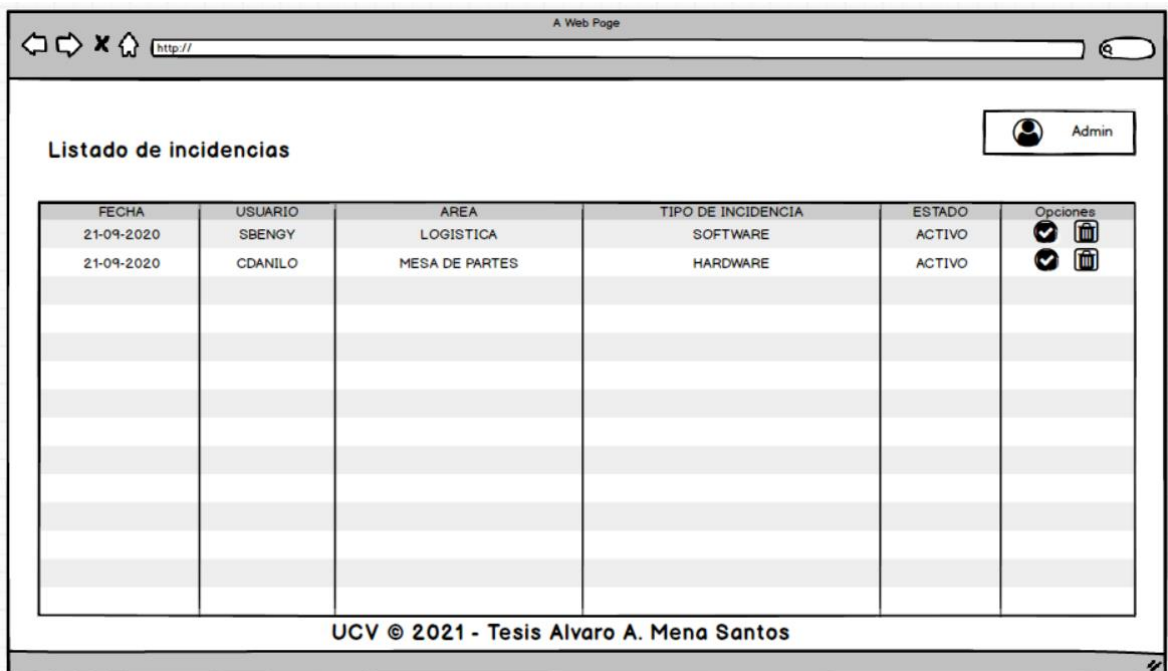 A Web Page
http://
Admin
Listado de incidencias
FECHA USUARIO AREA TIPO DE INCIDENCIA ESTADO Opciones
21-09-2020 SBENGY LOGISTICA SOFTWARE ACTIVO
21-09-2020 CDANILO MESA DE PARTES HARDWARE ACTIVO
UCV © 2021 - Tesis Alvaro A. Mena Santos